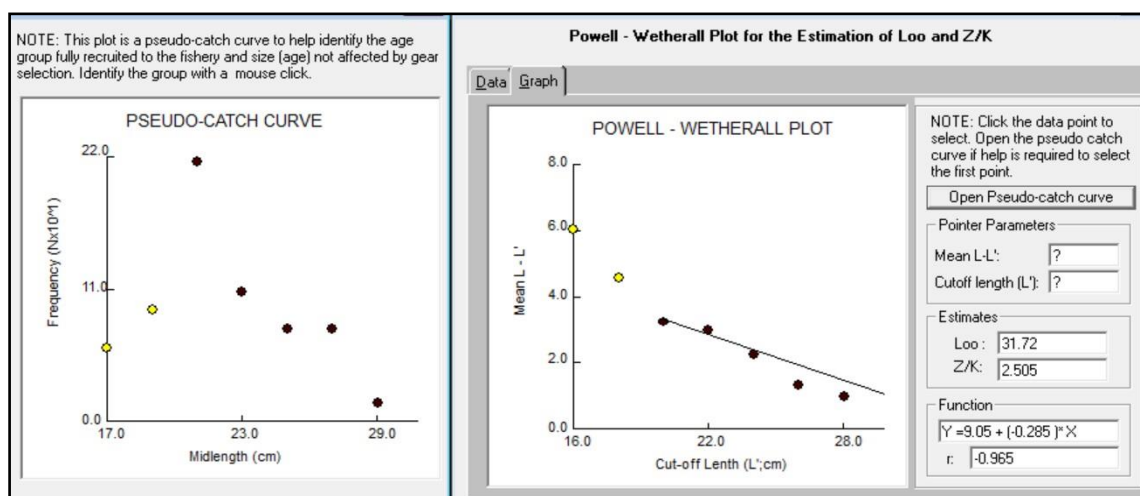 NOTE: This plot is a pseudo-catch curve to help identify the age
group fully recruited to the fishery and size (age) not affected by gear
selection. Identify the group with a mouse click.
PSEUDO-CATCH CURVE
Frequency (Nx10^1)
22.0
11.0
0.0
17.0 23.0 29.0
Midlength (cm)
Powell - Wetherall Plot for the Estimation of Loo and Z/K
Data Graph
POWELL - WETHERALL PLOT
Mean L - L'
8.0
6.0
4.0
2.0
0.0
16.0 22.0 28.0
Cut-off Lenth (L';cm)
NOTE: Click the data point to
select. Open the pseudo catch
curve if help is required to select
the first point.
Open Pseudo-catch curve
Pointer Parameters
Mean L-L': ?
Cutoff length (L'): ?
Estimates
Loo : 31.72
Z/K: 2.505
Function
Y =9.05 + (-0.285 )* X
r: -0.965